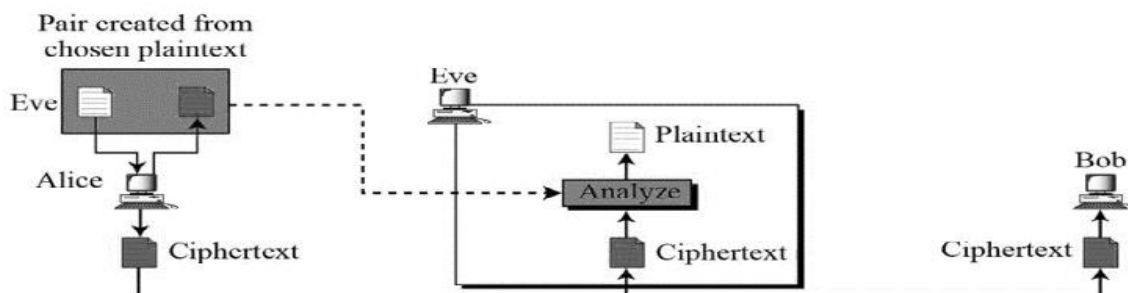 Pair created from
chosen plaintext
Eve
Eve
Plaintext
Bob
Alice
Analyze
Ciphertext
Ciphertext
Ciphertext